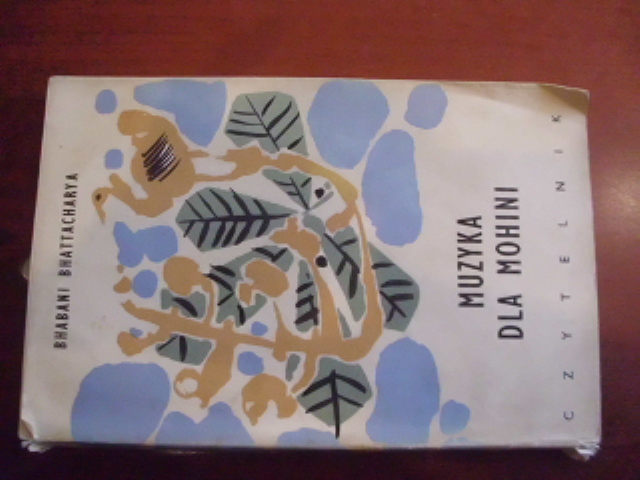 BHABANI BHATTACHARYA
MUZYKA
DLA MOHINI
CZYTELNIK